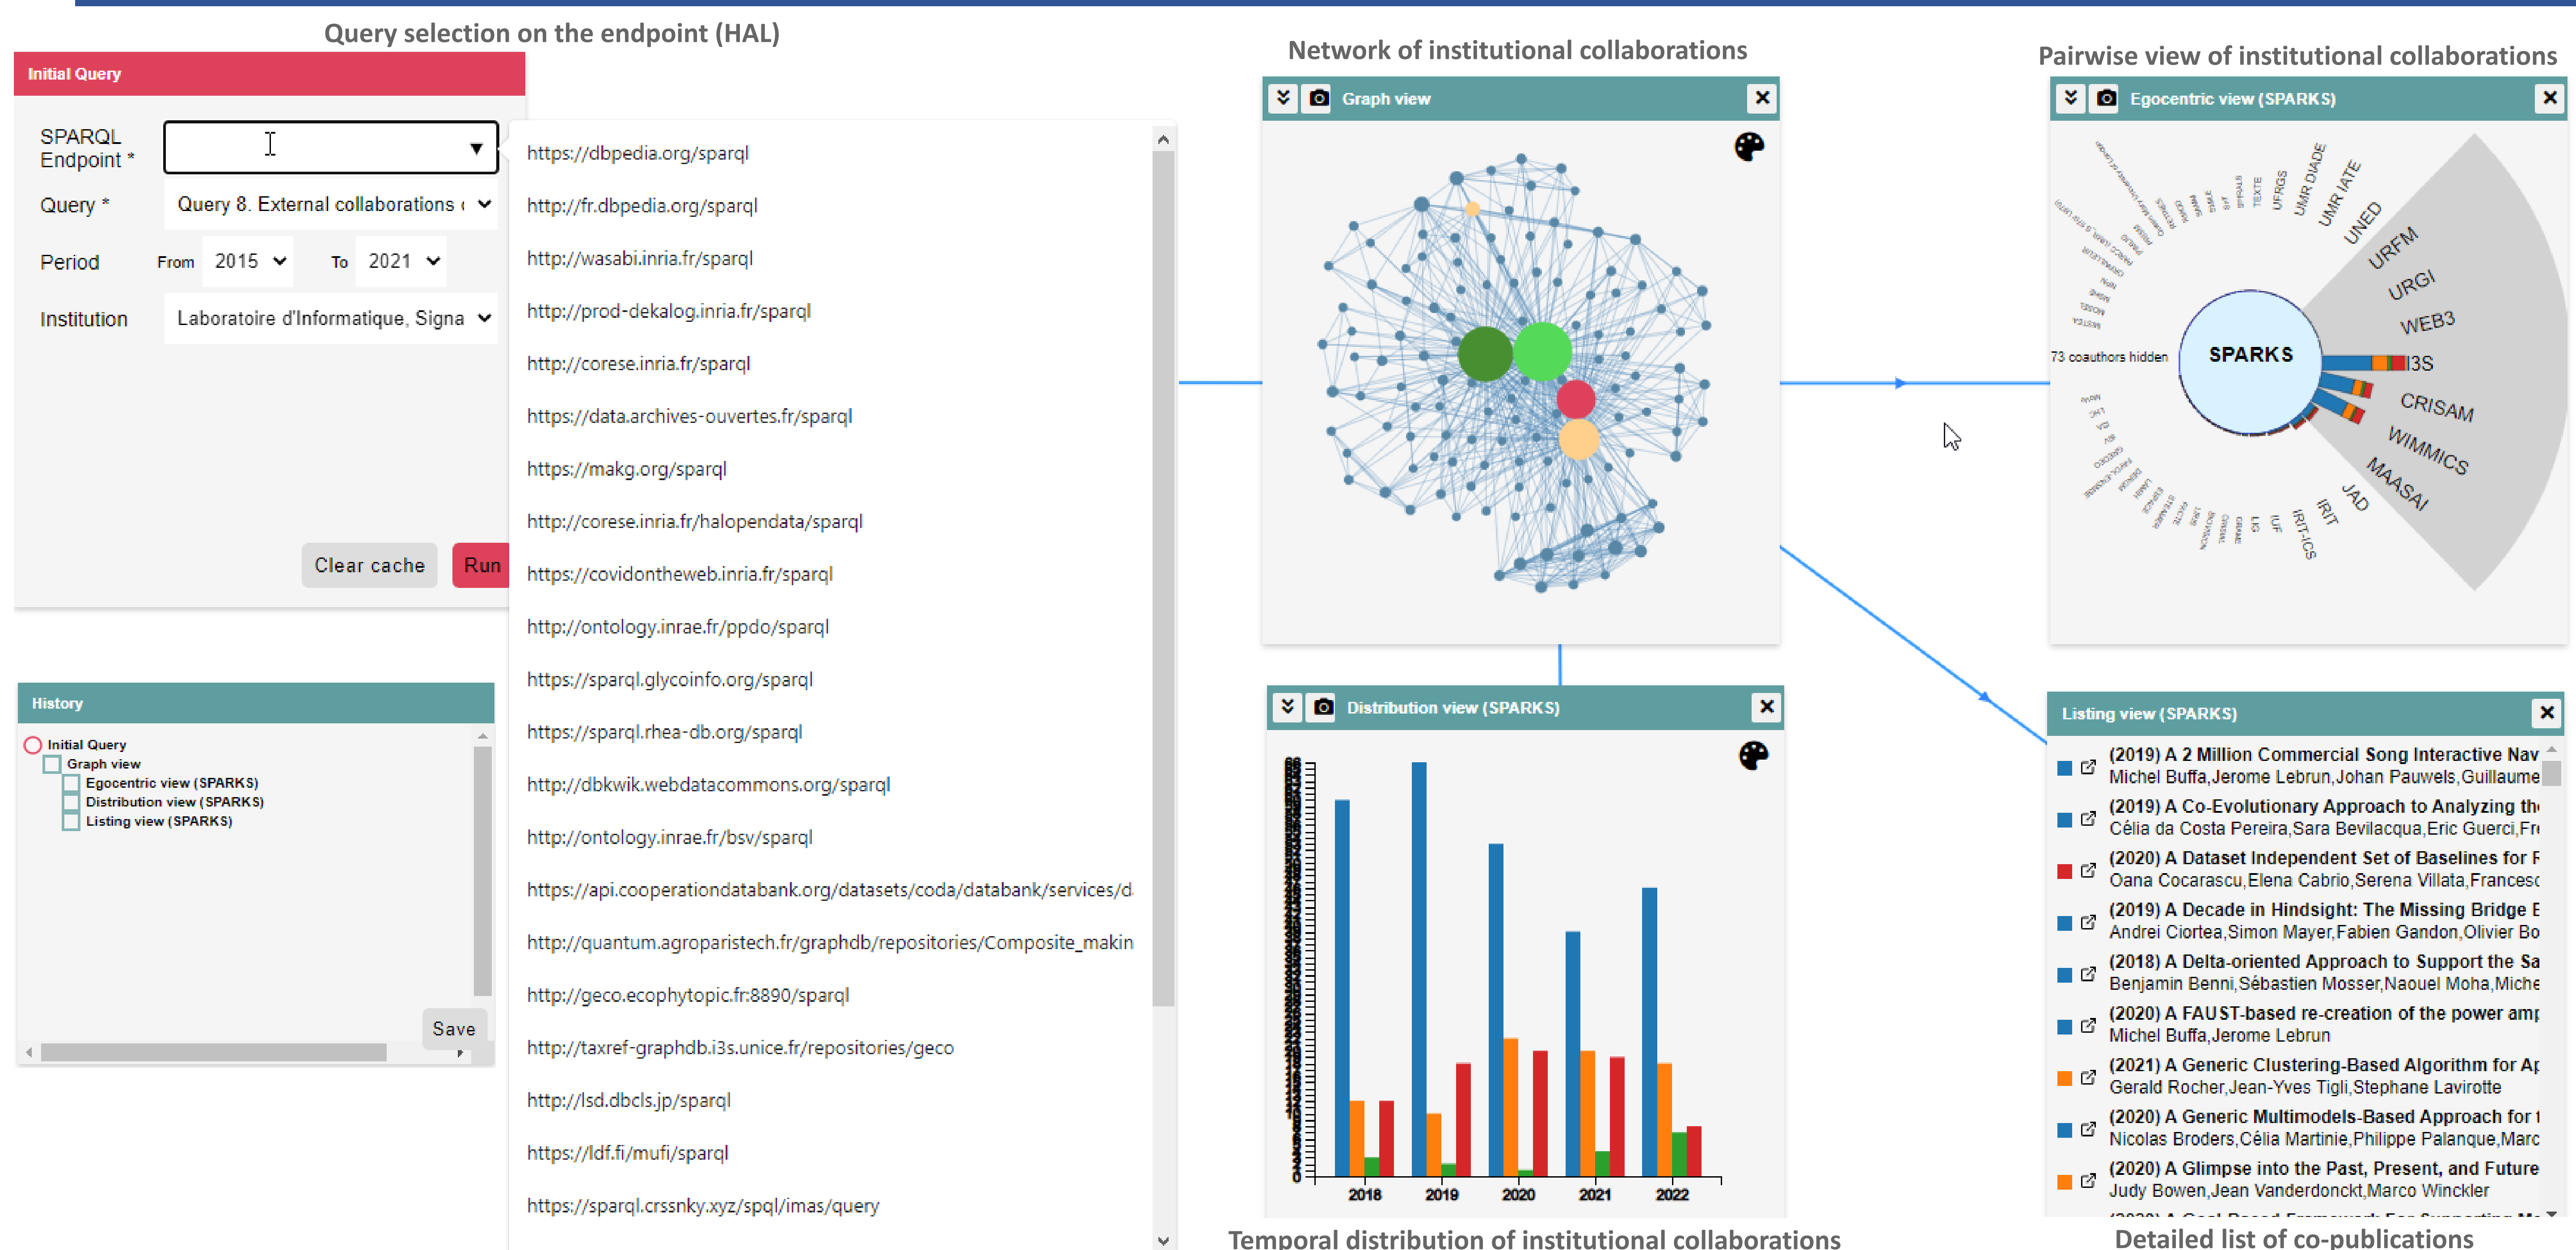 Query selection on the endpoint (HAL)
Initial Query
SPARQL
Endpoint *
Query *
Query 8. External collaborations
Period
From
2015
To
2021
Institution
Laboratoire d'Informatique, Signa
Clear cache
Run
https://dbpedia.org/sparql
http://fr.dbpedia.org/sparql
http://wasabi.inria.fr/sparql
http://prod-dekalog.inria.fr/sparql
http://corese.inria.fr/sparql
https://data.archives-ouvertes.fr/sparql
https://makg.org/sparql
http://corese.inria.fr/halopendata/sparql
https://covidontheweb.inria.fr/sparql
http://ontology.inrae.fr/ppdo/sparql
https://sparql.glycoinfo.org/sparql
https://sparql.rhea-db.org/sparql
http://dbkwik.webdatacommons.org/sparql
http://ontology.inrae.fr/bsv/sparql
https://api.cooperationdatabank.org/datasets/coda/databank/services/d
http://quantum.agroparistech.fr/graphdb/repositories/Composite_makin
http://geco.ecophytopic.fr:8890/sparql
http://taxref-graphdb.i3s.unice.fr/repositories/geco
http://lsd.dbcls.jp/sparql
https://ldf.fi/mufi/sparql
https://sparql.crssnky.xyz/spql/imas/query
History
Initial Query
Graph view
Egocentric view (SPARKS)
Distribution view (SPARKS)
Listing view (SPARKS)
Save
Network of institutional collaborations
Graph view
Distribution view (SPARKS)
2018
2019
2020
2021
2022
Temporal distribution of institutional collaborations
Pairwise view of institutional collaborations
Egocentric view (SPARKS)
SPARKS
73 coauthors hidden
TEXTE
UFRGS
UMR DIADE
UMR IATE
UNED
URFM
URGI
WEB3
I3S
CRISAM
WIMMICS
MAASAI
JAD
IRIT
IRIT-ICS
IUF
LIG
Listing view (SPARKS)
(2019) A 2 Million Commercial Song Interactive Nav
Michel Buffa,Jerome Lebrun,Johan Pauwels,Guillaume
(2019) A Co-Evolutionary Approach to Analyzing the
Célia da Costa Pereira,Sara Bevilacqua,Eric Guerci,Fre
(2020) A Dataset Independent Set of Baselines for R
Oana Cocarascu,Elena Cabrio,Serena Villata,Francesc
(2019) A Decade in Hindsight: The Missing Bridge B
Andrei Ciortea,Simon Mayer,Fabien Gandon,Olivier Bo
(2018) A Delta-oriented Approach to Support the Sa
Benjamin Benni,Sébastien Mosser,Naouel Moha,Miche
(2020) A FAUST-based re-creation of the power amp
Michel Buffa,Jerome Lebrun
(2021) A Generic Clustering-Based Algorithm for Ap
Gerald Rocher,Jean-Yves Tigli,Stephane Lavirotte
(2020) A Generic Multimodels-Based Approach for t
Nicolas Broders,Célia Martinie,Philippe Palanque,Marc
(2020) A Glimpse into the Past, Present, and Future
Judy Bowen,Jean Vanderdonckt,Marco Winckler
Detailed list of co-publications